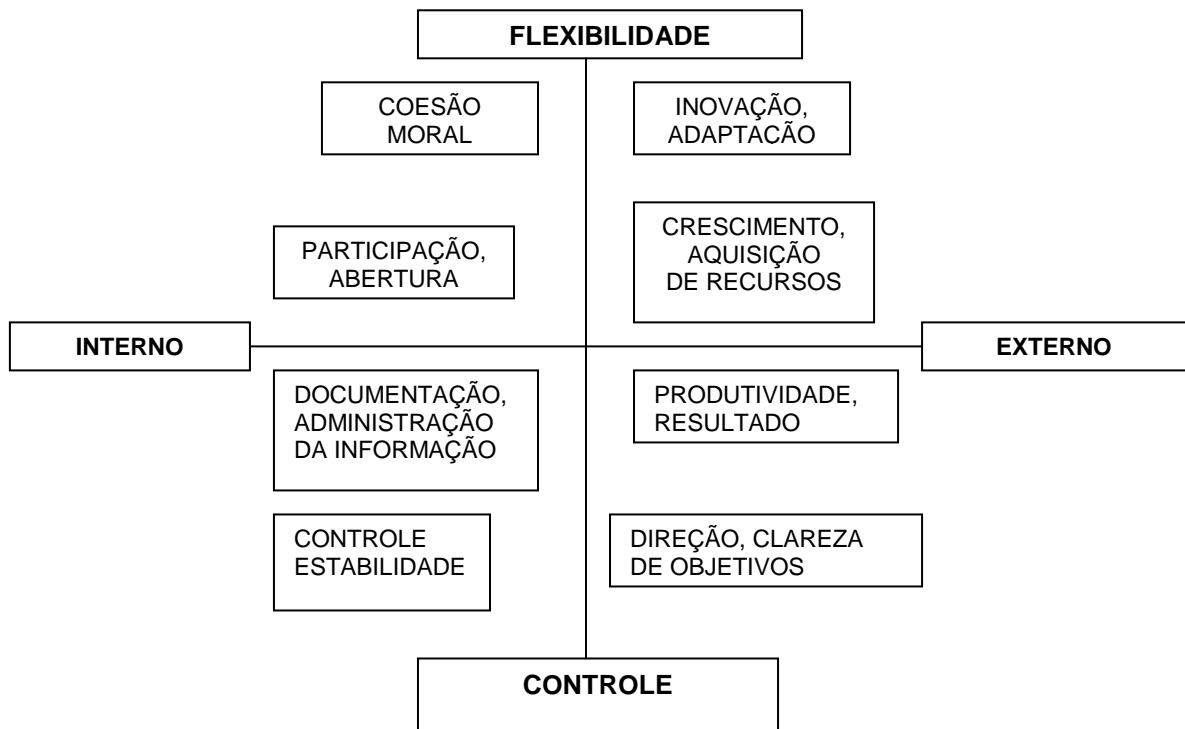 FLEXIBILIDADE
COESÃO
MORAL
INOVAÇÃO,
ADAPTACÃO
PARTICIPAÇÃO,
ABERTURA
CRESCIMENTO,
AQUISIÇÃO
DE RECURSOS
INTERNO
EXTERNO
DOCUMENTAÇÃO,
ADMINISTRAÇÃO
DA INFORMAÇÃO
PRODUTIVIDADE,
RESULTADO
CONTROLE
ESTABILIDADE
DIREÇÃO, CLAREZA
DE OBJETIVOS
CONTROLE